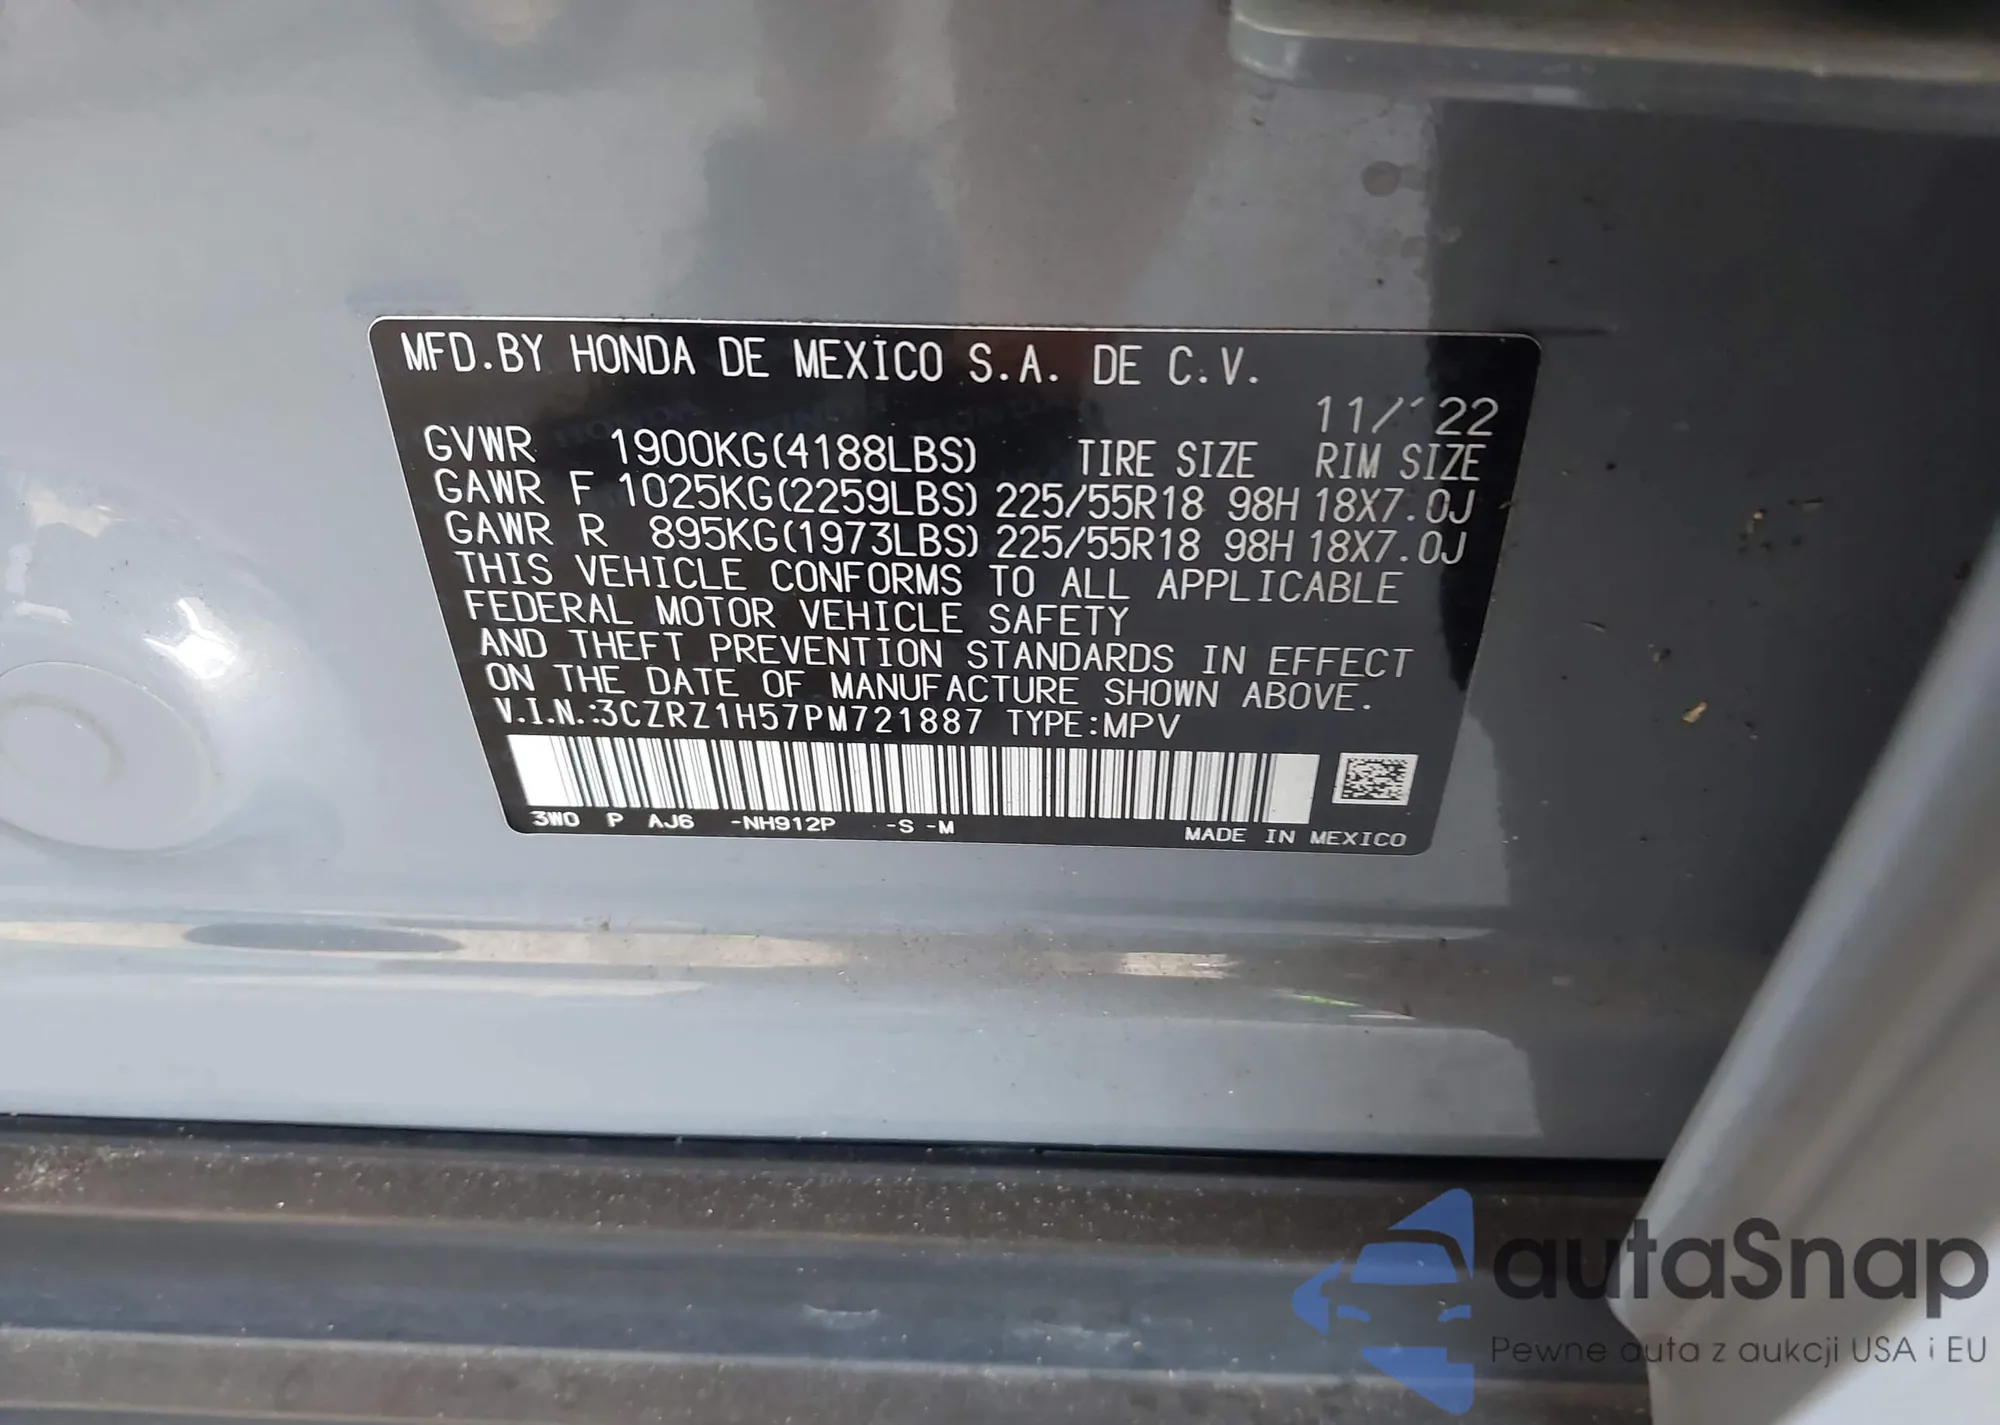 MFD.BY HONDA DE MEXICO S.A. DE C.V.
11/'22
GVWR 1900KG(4188LBS) TIRE SIZE RIM SIZE
GAWR F 1025KG(2259LBS) 225/55R18 98H 18X7.0J
GAWR R 895KG(1973LBS) 225/55R18 98H 18X7.0J
THIS VEHICLE CONFORMS TO ALL APPLICABLE
FEDERAL MOTOR VEHICLE SAFETY
AND THEFT PREVENTION STANDARDS IN EFFECT
ON THE DATE OF MANUFACTURE SHOWN ABOVE.
V.I.N.:3CZRZ1H57PM721887 TYPE:MPV
3WO P AJ6 -NH912P -S -M MADE IN MEXICO
autaSnap
Pewne auta z aukcji USA i EU